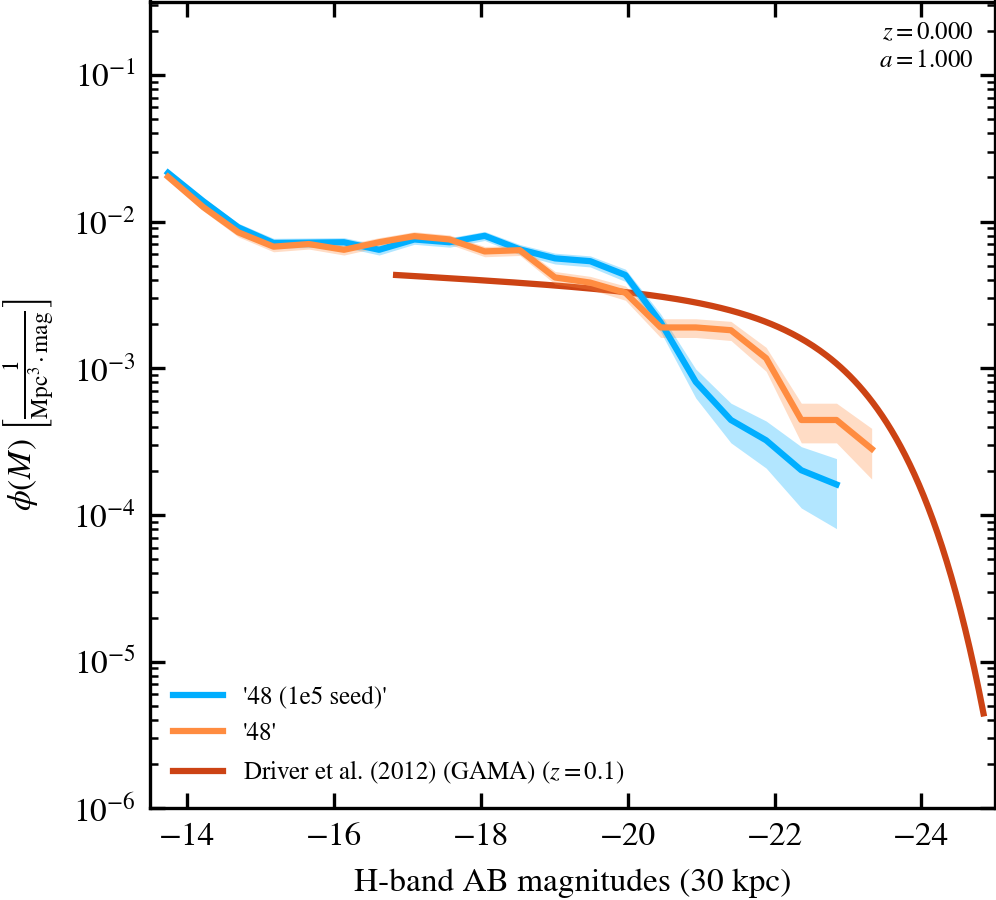 z = 0.000
a = 1.000
10⁻¹
10⁻²
10⁻³
10⁻⁴
10⁻⁵
10⁻⁶
ϕ(M) [1 / Mpc³ · mag]
'48 (1e5 seed)'
'48'
Driver et al. (2012) (GAMA) (z = 0.1)
−14 −16 −18 −20 −22 −24
H-band AB magnitudes (30 kpc)